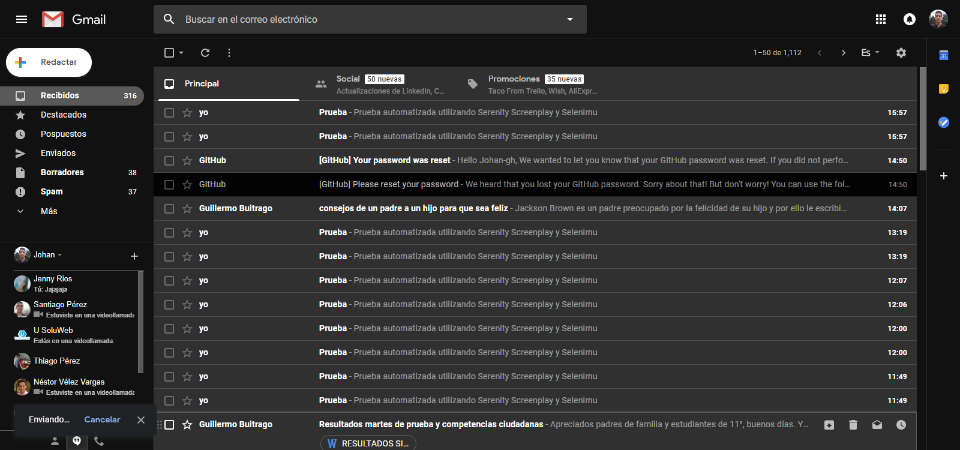 Gmail
Buscar en el correo electrónico
Redactar
1–50 de 1,112
Es
Recibidos 316
Destacados
Pospuestos
Enviados
Borradores 38
Spam 37
Más
Principal
Social 50 nuevas
Actualizaciones de LinkedIn, C...
Promociones 35 nuevas
Taco From Trello, Wish, AliExpr...
yo Prueba - Prueba automatizada utilizando Serenity Screenplay y Selenimu 15:57
yo Prueba - Prueba automatizada utilizando Serenity Screenplay y Selenimu 15:57
GitHub [GitHub] Your password was reset - Hello Johan-gh, We wanted to let you know that your GitHub password was reset. If you did not perfo... 14:50
GitHub [GitHub] Please reset your password - We heard that you lost your GitHub password. Sorry about that! But don't worry! You can use the fol... 14:50
Guillermo Buitrago consejos de un padre a un hijo para que sea feliz - Jackson Brown es un padre preocupado por la felicidad de su hijo y por ello le escribi... 14:07
yo Prueba - Prueba automatizada utilizando Serenity Screenplay y Selenimu 13:19
yo Prueba - Prueba automatizada utilizando Serenity Screenplay y Selenimu 13:19
yo Prueba - Prueba automatizada utilizando Serenity Screenplay y Selenimu 12:07
yo Prueba - Prueba automatizada utilizando Serenity Screenplay y Selenimu 12:06
yo Prueba - Prueba automatizada utilizando Serenity Screenplay y Selenimu 12:00
yo Prueba - Prueba automatizada utilizando Serenity Screenplay y Selenimu 12:00
yo Prueba - Prueba automatizada utilizando Serenity Screenplay y Selenimu 11:49
yo Prueba - Prueba automatizada utilizando Serenity Screenplay y Selenimu 11:49
Guillermo Buitrago Resultados martes de prueba y competencias ciudadanas - Apreciados padres de familia y estudiantes de 11°, buenos días. Y...
W RESULTADOS SI...
Johan
Jenny Rios
Tú: Jajajaja
Santiago Pérez
Estuviste en una videollamada
U SoluWeb
Estás en una videollamada.
Thiago Pérez
Néstor Vélez Vargas
Estuviste en una videollamada
Enviando... Cancelar